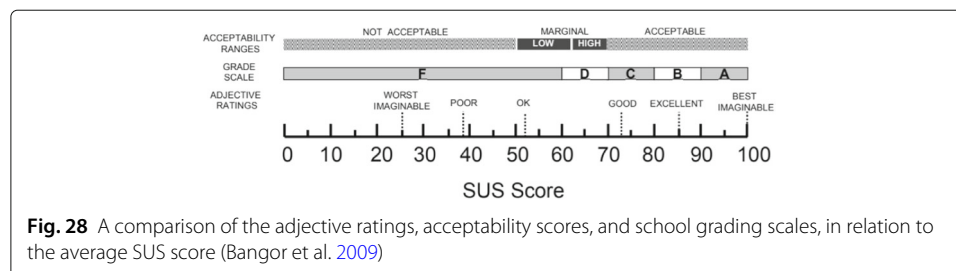 NOT ACCEPTABLE MARGINAL ACCEPTABLE
ACCEPTABILITY
RANGES
LOW HIGH
GRADE
SCALE
F D C B A
ADJECTIVE
RATINGS
WORST
IMAGINABLE
POOR OK GOOD EXCELLENT
BEST
IMAGINABLE
0 10 20 30 40 50 60 70 80 90 100
SUS Score
Fig. 28 A comparison of the adjective ratings, acceptability scores, and school grading scales, in relation to
the average SUS score (Bangor et al. 2009)